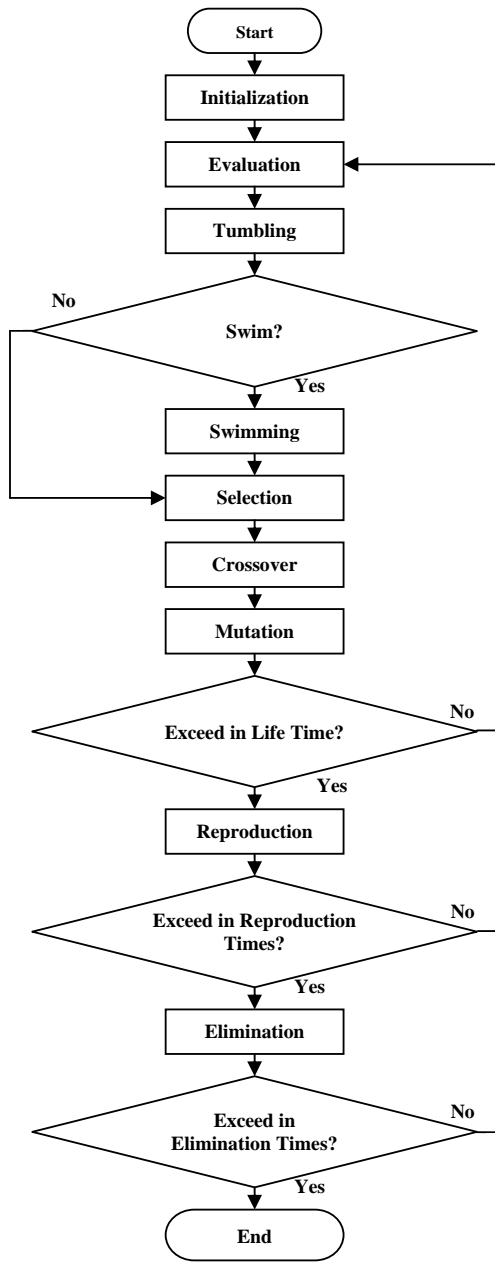 Start
Initialization
Evaluation
Tumbling
No
Swim?
Yes
Swimming
Selection
Crossover
Mutation
No
Exceed in Life Time?
Yes
Reproduction
No
Exceed in Reproduction
Times?
Yes
Elimination
No
Exceed in
Elimination Times?
Yes
End